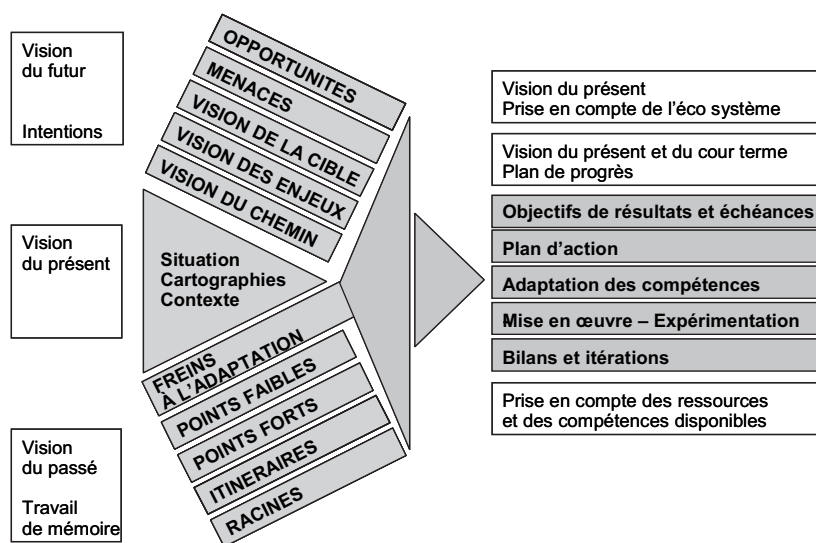 Vision
du futur
Intentions
OPPORTUNITES
MENACES
VISION DE LA CIBLE
VISION DES ENJEUX
VISION DU CHEMIN
Vision
du présent
Situation
Cartographies
Contexte
FREINS
À L'ADAPTATION
POINTS FAIBLES
POINTS FORTS
ITINERAIRES
RACINES
Vision
du passé
Travail
de mémoire
Vision du présent
Prise en compte de l'éco système
Vision du présent et du cour terme
Plan de progrès
Objectifs de résultats et échéances
Plan d'action
Adaptation des compétences
Mise en œuvre – Expérimentation
Bilans et itérations
Prise en compte des ressources
et des compétences disponibles